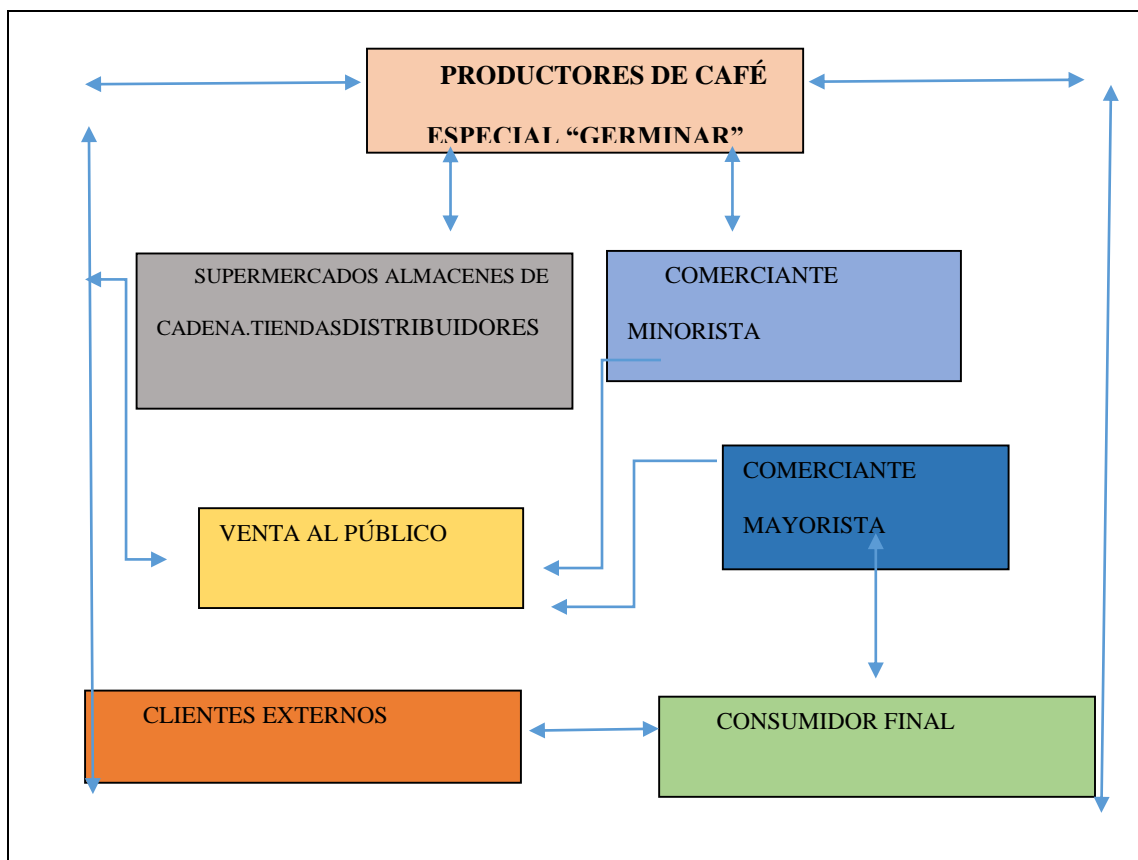 PRODUCTORES DE CAFÉ
ESPECIAL “GERMINAR”
SUPERMERCADOS ALMACENES DE
CADENA.TIENDASDISTRIBUIDORES
COMERCIANTE
MINORISTA
COMERCIANTE
MAYORISTA
VENTA AL PÚBLICO
CLIENTES EXTERNOS
CONSUMIDOR FINAL